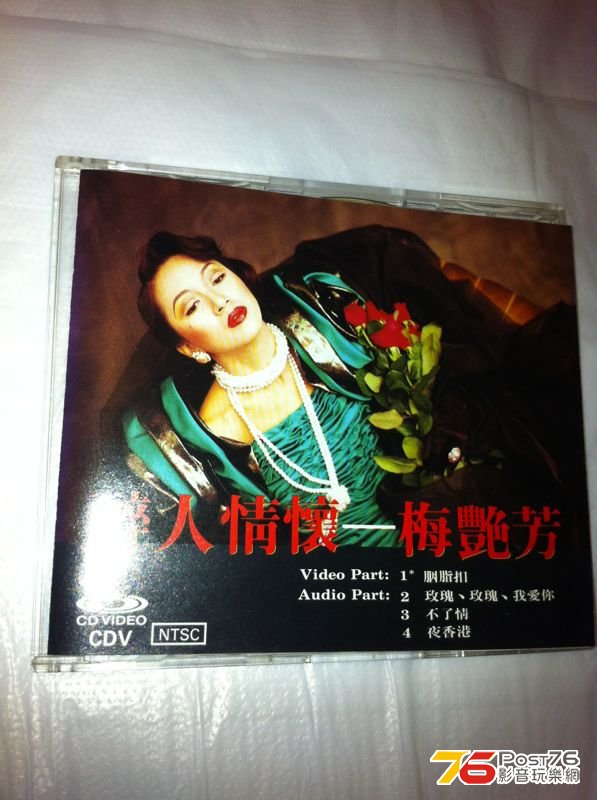 人情懷—梅艷芳
Video Part: 1* 胭脂扣
Audio Part: 2 玫瑰、玫瑰、我愛你
3 不了情
4 夜香港
CD VIDEO
CDV NTSC
76 POST76
影音玩樂網